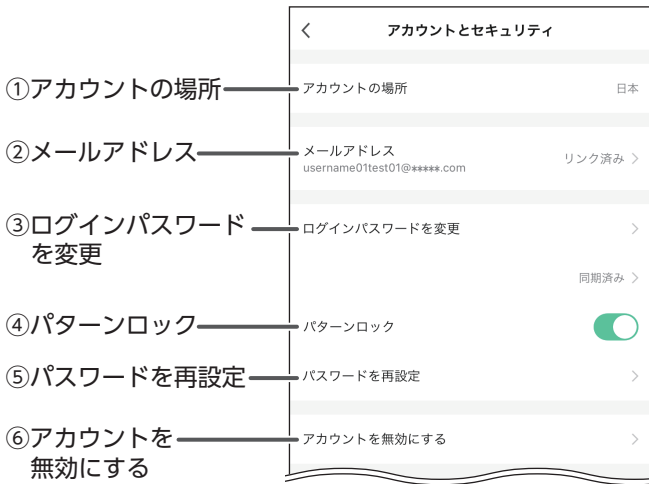 アカウントとセキュリティ
①アカウントの場所
アカウントの場所 日本
②メールアドレス
メールアドレス
username01test01@*****.com
リンク済み
③ログインパスワード
を変更
ログインパスワードを変更
同期済み
④パターンロック
パターンロック
⑤パスワードを再設定
パスワードを再設定
⑥アカウントを
無効にする
アカウントを無効にする